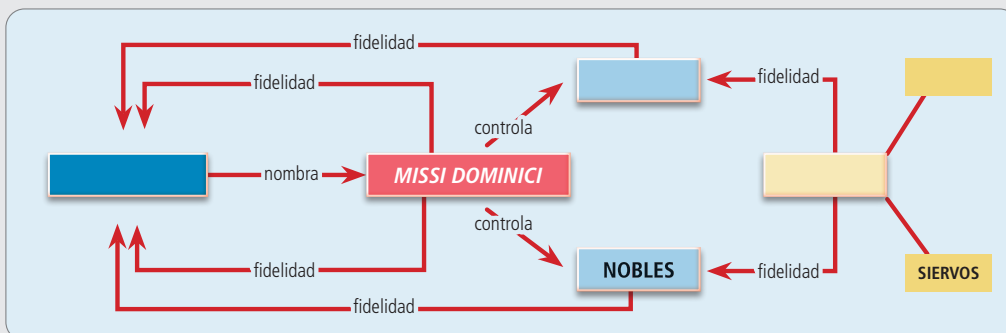 fidelidad
fidelidad
fidelidad
controla
nombra
MISSI DOMINICI
controla
fidelidad
NOBLES
fidelidad
SIERVOS
fidelidad